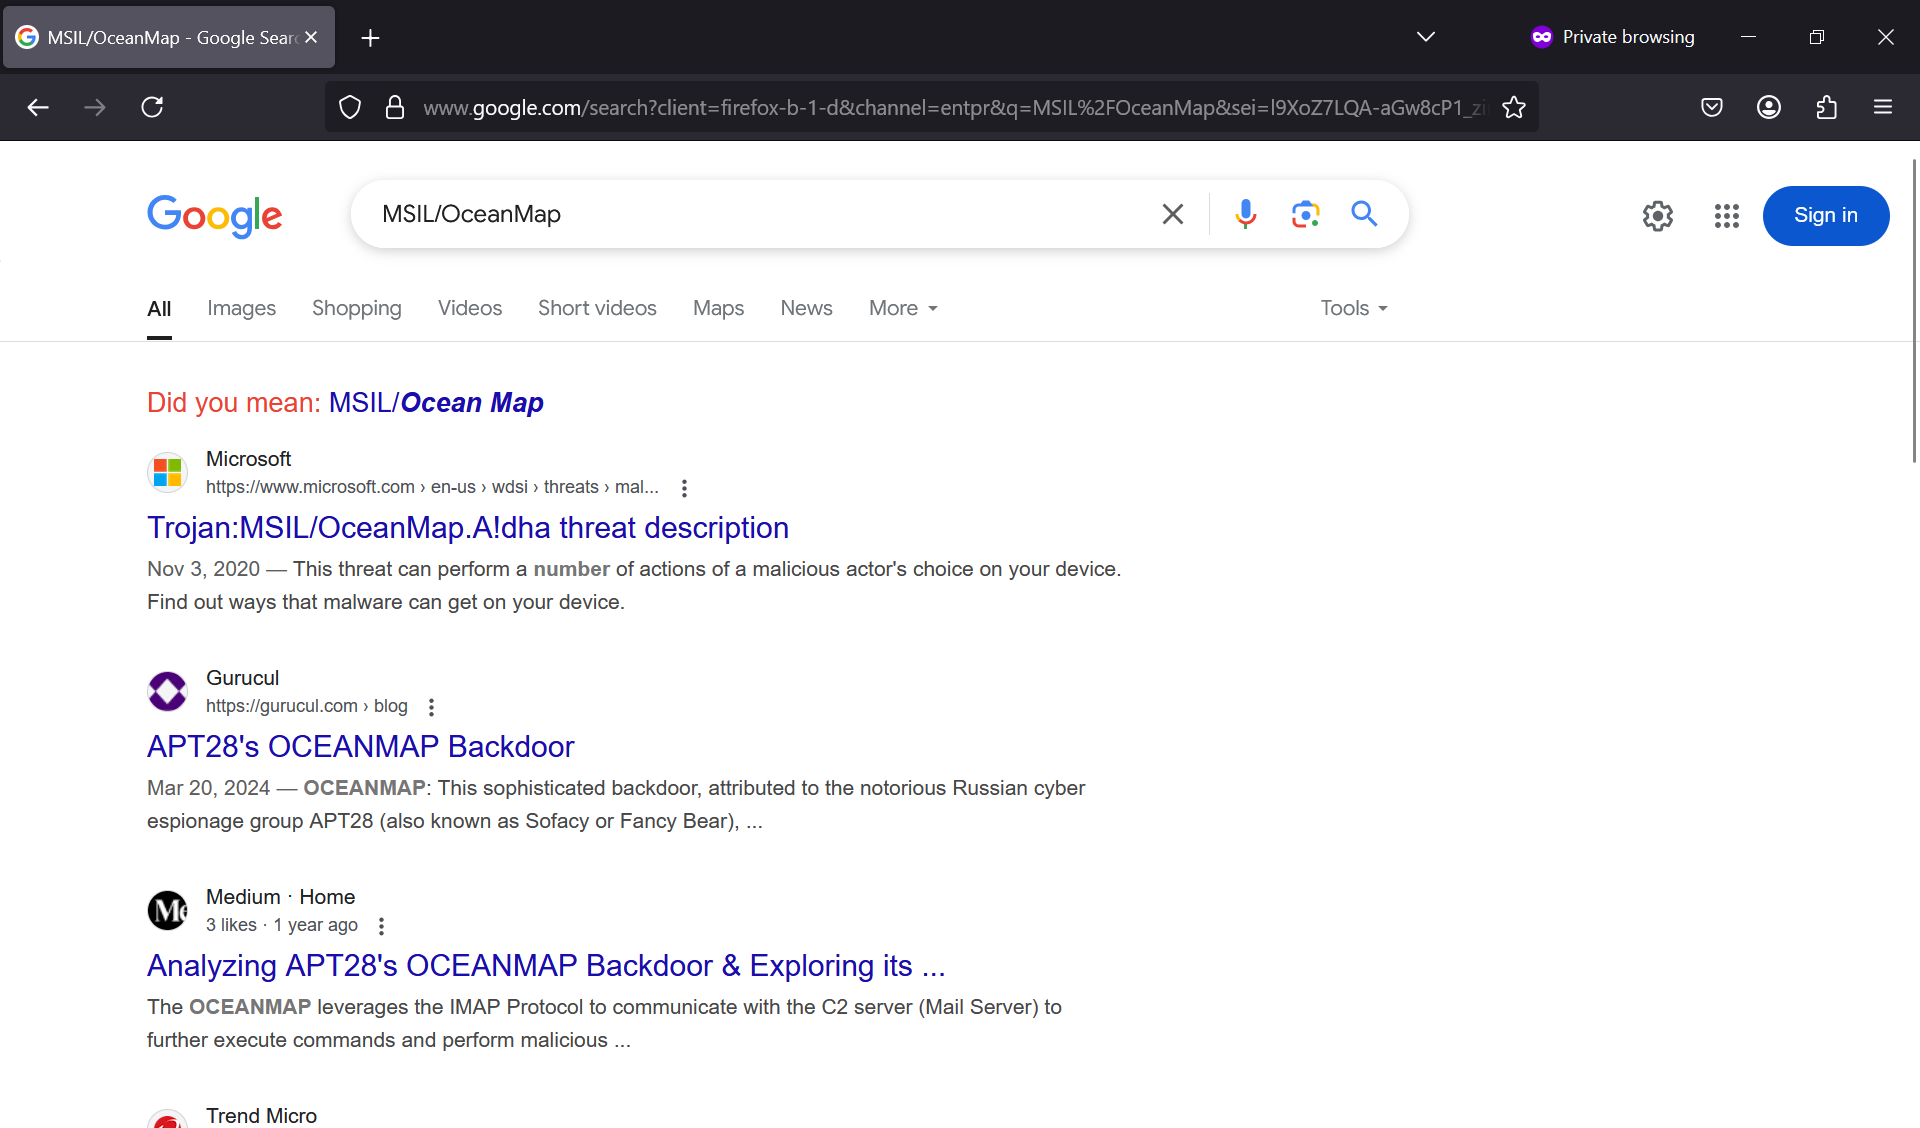 MSIL/OceanMap - Google Sear
Private browsing
www.google.com/search?client=firefox-b-1-d&channel=entpr&q=MSIL%2FOceanMap&sei=l9XoZ7LQA-aGw8cP1_zi
Google
MSIL/OceanMap
Sign in
All Images Shopping Videos Short videos Maps News More Tools
Did you mean: MSIL/Ocean Map
Microsoft
https://www.microsoft.com › en-us › wdsi › threats › mal...
Trojan:MSIL/OceanMap.A!dha threat description
Nov 3, 2020 — This threat can perform a number of actions of a malicious actor's choice on your device.
Find out ways that malware can get on your device.
Gurucul
https://gurucul.com › blog
APT28's OCEANMAP Backdoor
Mar 20, 2024 — OCEANMAP: This sophisticated backdoor, attributed to the notorious Russian cyber
espionage group APT28 (also known as Sofacy or Fancy Bear), ...
Medium · Home
3 likes · 1 year ago
Analyzing APT28's OCEANMAP Backdoor & Exploring its ...
The OCEANMAP leverages the IMAP Protocol to communicate with the C2 server (Mail Server) to
further execute commands and perform malicious ...
Trend Micro